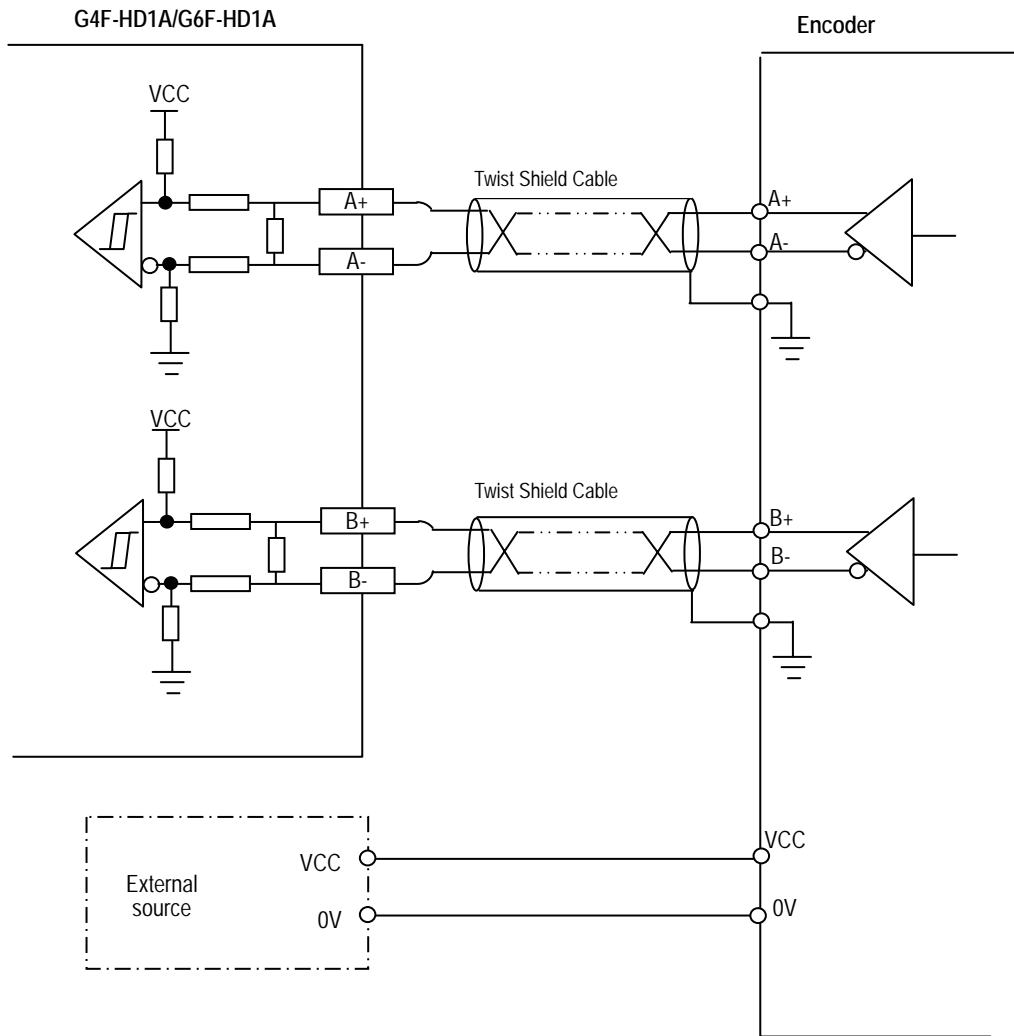 G4F-HD1A/G6F-HD1A
Encoder
VCC
Twist Shield Cable
A+
A-
A+
A-
VCC
Twist Shield Cable
B+
B-
B+
B-
External
source
VCC
0V
VCC
0V